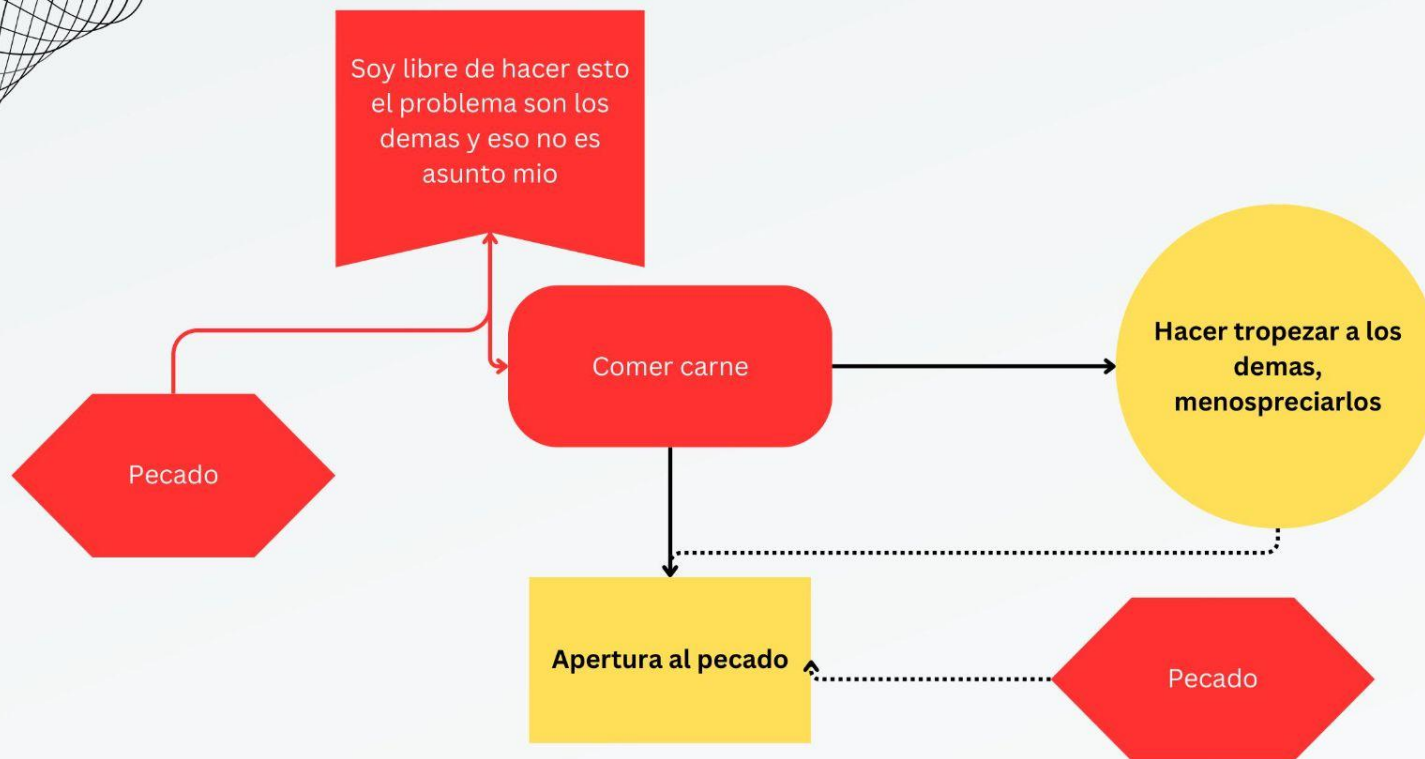 Soy libre de hacer esto
el problema son los
demas y eso no es
asunto mio
Comer carne
Hacer tropezar a los
demas,
menospreciarlos
Pecado
Apertura al pecado
Pecado